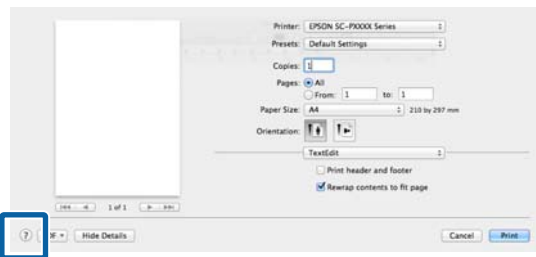 Printer: EPSON SC-PXXXX Series
Presets: Default Settings
Copies: 1
Pages: All
From: 1 to: 1
Paper Size: A4 210 by 297 mm
Orientation:
TextEdit
Print header and footer
Rewrap contents to fit page
1 of 1
? DF Hide Details Cancel Print